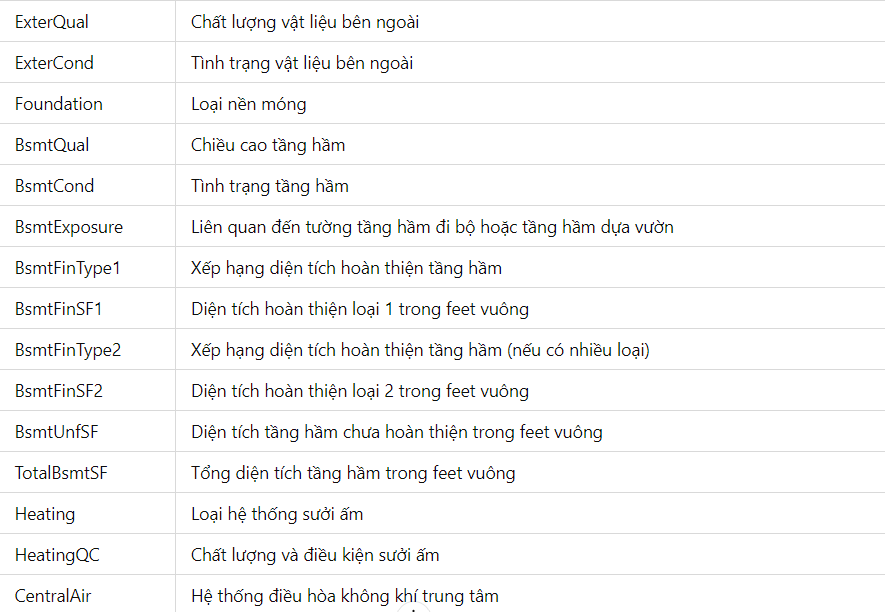 ExterQual Chất lượng vật liệu bên ngoài
ExterCond Tình trạng vật liệu bên ngoài
Foundation Loại nền móng
BsmtQual Chiều cao tầng hầm
BsmtCond Tình trạng tầng hầm
BsmtExposure Liên quan đến tường tầng hầm đi bộ hoặc tầng hầm dựa vườn
BsmtFinType1 Xếp hạng diện tích hoàn thiện tầng hầm
BsmtFinSF1 Diện tích hoàn thiện loại 1 trong feet vuông
BsmtFinType2 Xếp hạng diện tích hoàn thiện tầng hầm (nếu có nhiều loại)
BsmtFinSF2 Diện tích hoàn thiện loại 2 trong feet vuông
BsmtUnfSF Diện tích tầng hầm chưa hoàn thiện trong feet vuông
TotalBsmtSF Tổng diện tích tầng hầm trong feet vuông
Heating Loại hệ thống sưởi ấm
HeatingQC Chất lượng và điều kiện sưởi ấm
CentralAir Hệ thống điều hòa không khí trung tâm